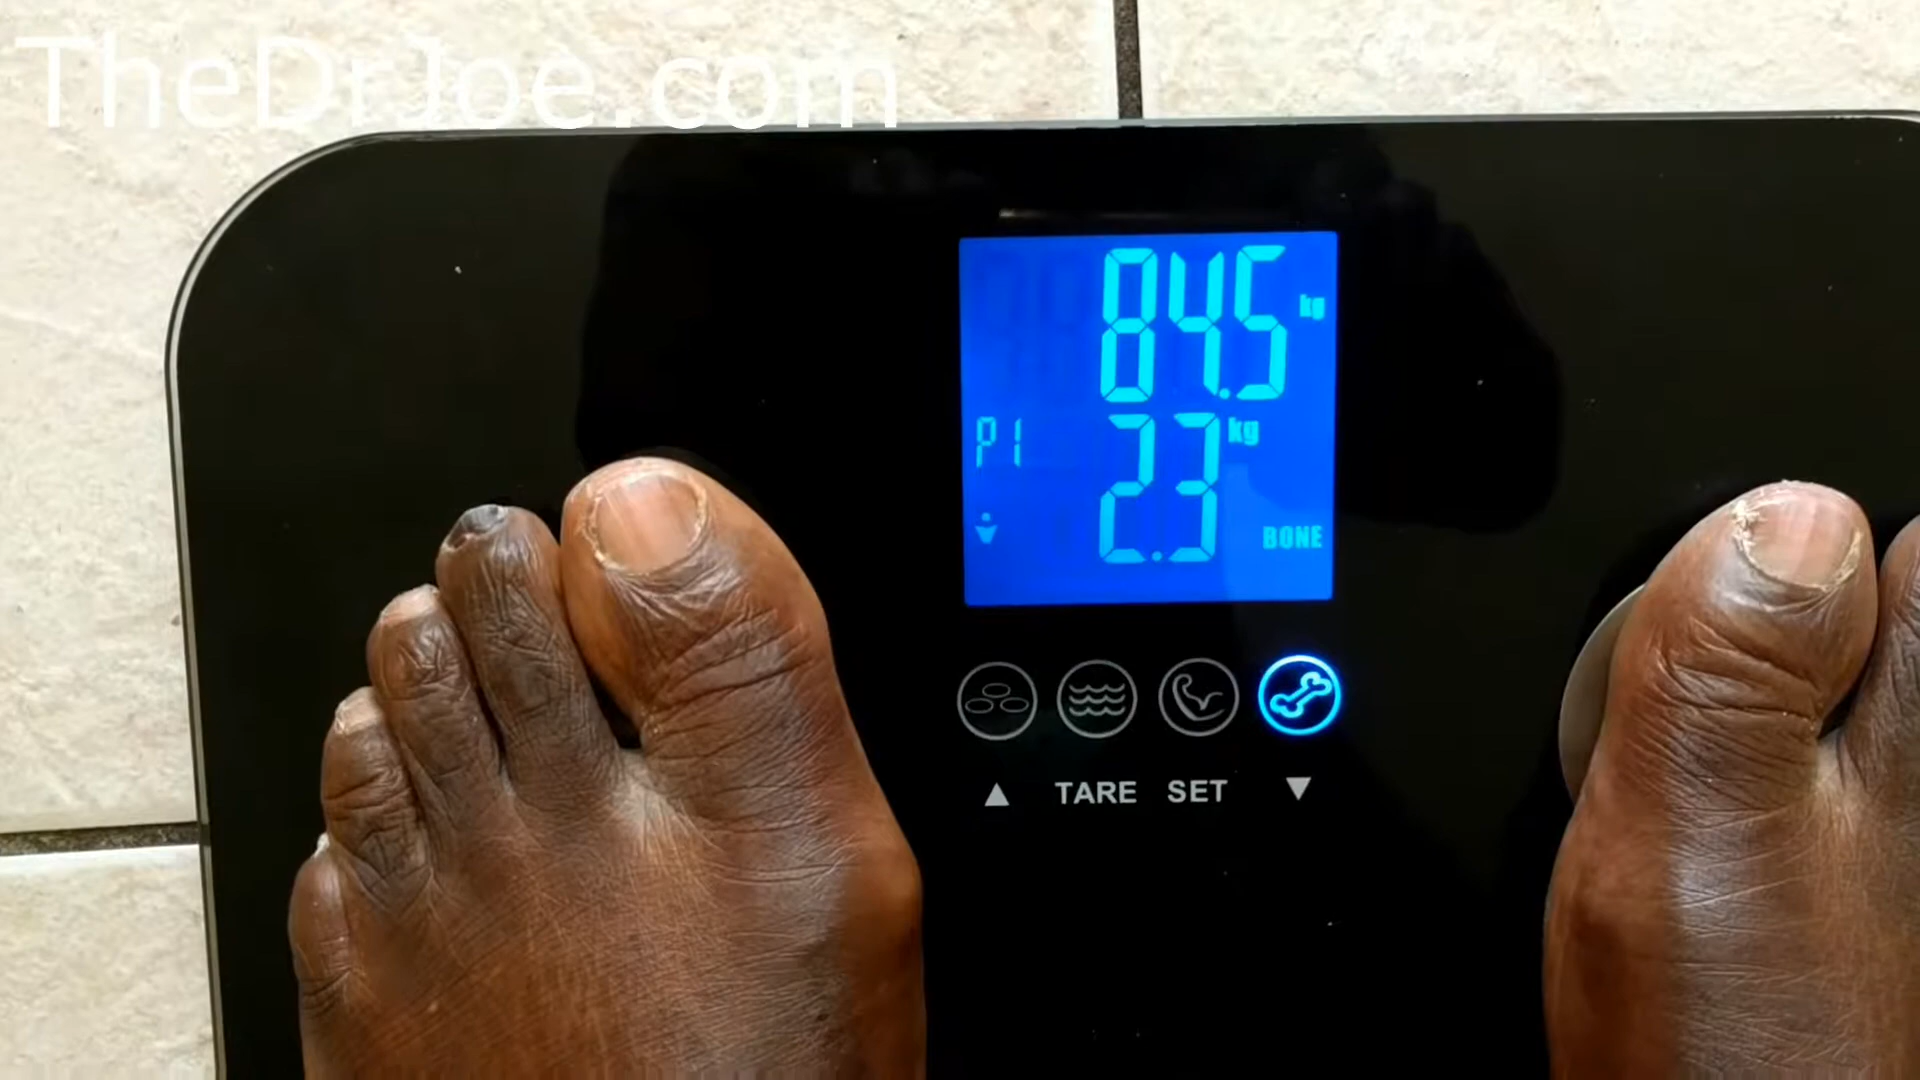 TheDrJoe.com
84.5 kg
P1 2.3 kg
BONE
▲ TARE SET ▼